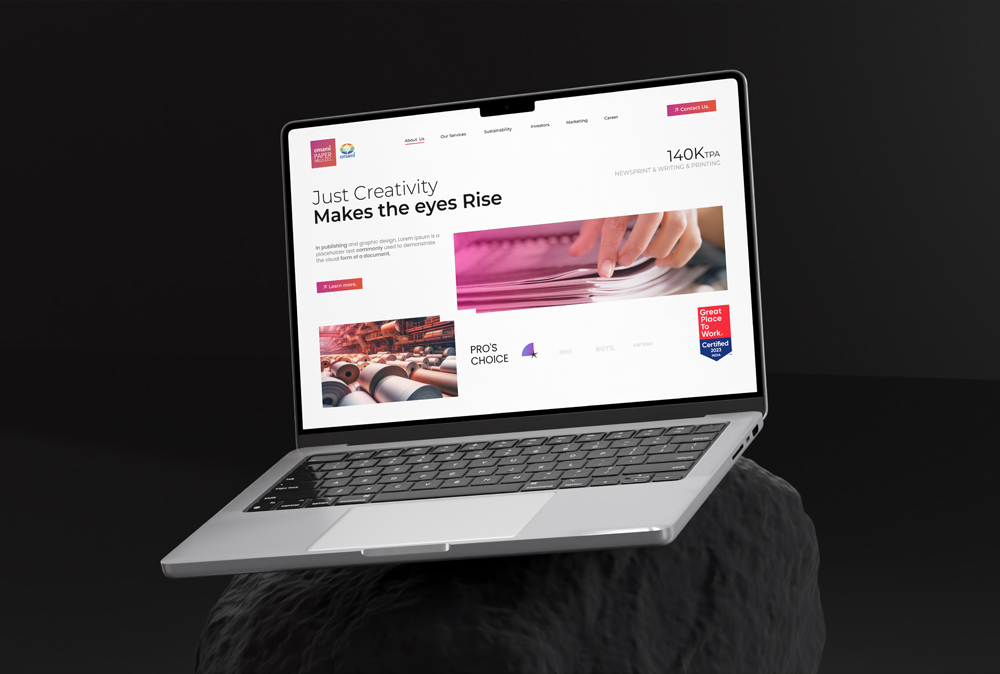 emami
PAPER
MILLS LTD
emami
About Us
Our Services
Sustainability
Investors
Marketing
Career
↗ Contact Us.
140KTPA
NEWSPRINT & WRITING & PRINTING
Just Creativity
Makes the eyes Rise
In publishing and graphic design, Lorem ipsum is a
placeholder text commonly used to demonstrate
the visual form of a document.
↗ Learn more.
PRO'S
CHOICE
KOTIL
Great
Place
To
Work.
Certified
2023
INDIA